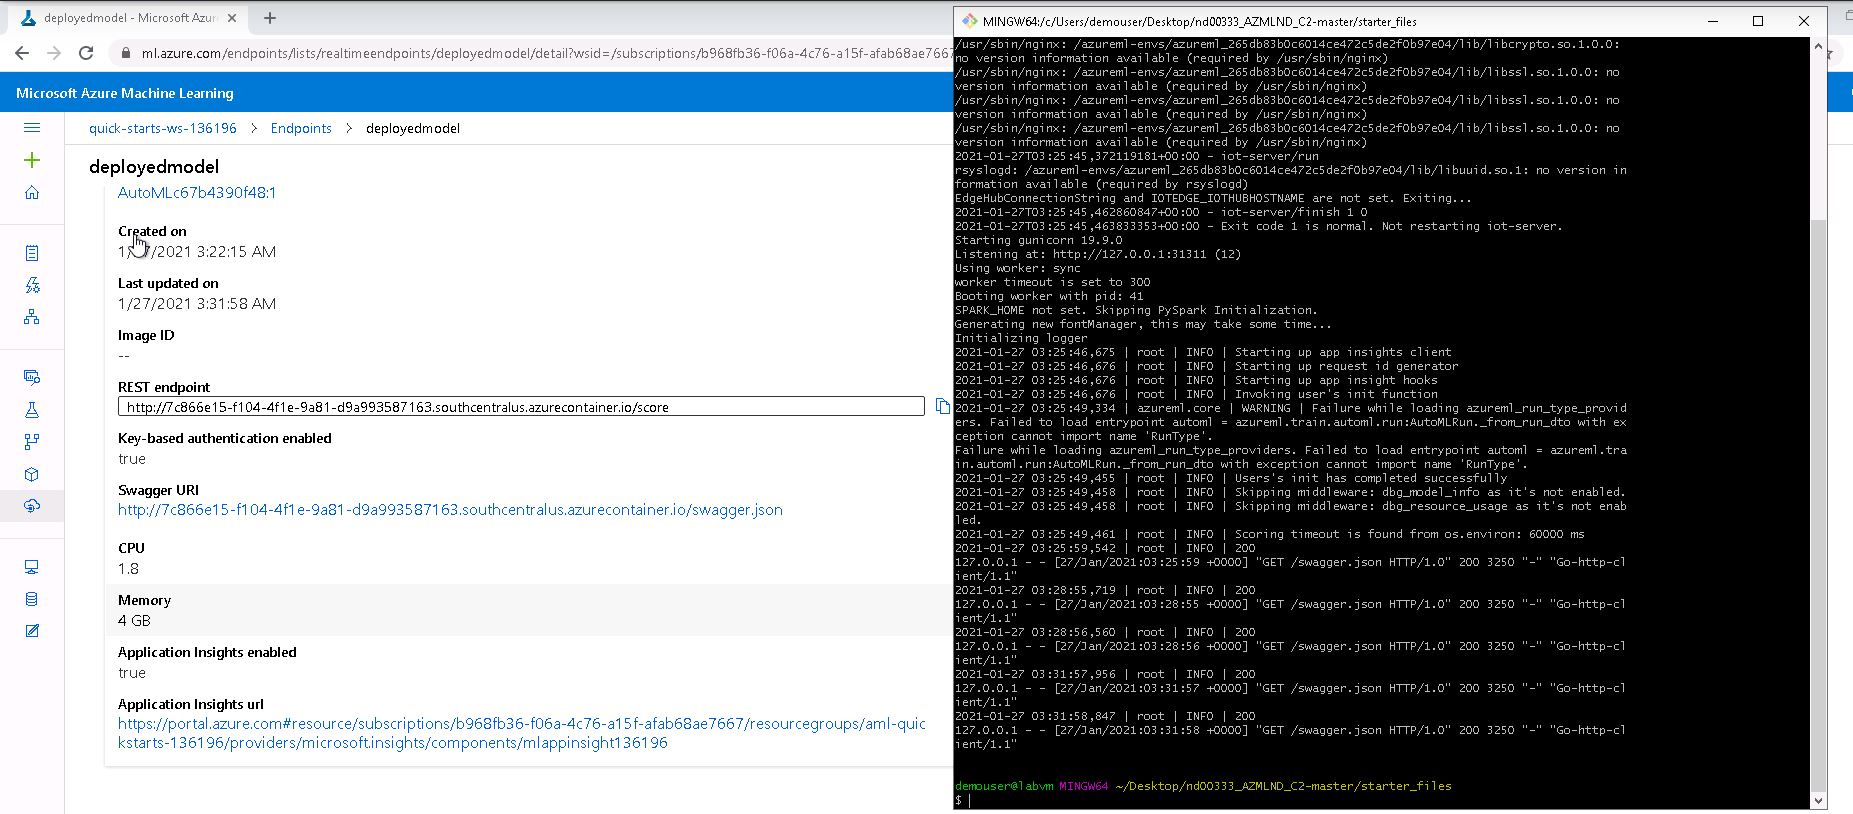 deployedmodel - Microsoft Azur
ml.azure.com/endpoints/lists/realtimeendpoints/deployedmodel/detail?wsid=/subscriptions/b968fb36-f06a-4c76-a15f-afab68ae7667
Microsoft Azure Machine Learning
quick-starts-ws-136196 > Endpoints > deployedmodel
deployedmodel
AutoMLc67b4390f48:1
Created on
1/27/2021 3:22:15 AM
Last updated on
1/27/2021 3:31:58 AM
Image ID
--
REST endpoint
http://7c866e15-f104-4f1e-9a81-d9a993587163.southcentralus.azurecontainer.io/score
Key-based authentication enabled
true
Swagger URI
http://7c866e15-f104-4f1e-9a81-d9a993587163.southcentralus.azurecontainer.io/swagger.json
CPU
1.8
Memory
4 GB
Application Insights enabled
true
Application Insights url
https://portal.azure.com#resource/subscriptions/b968fb36-f06a-4c76-a15f-afab68ae7667/resourcegroups/aml-quic
kstarts-136196/providers/microsoft.insights/components/mlappinsight136196
MINGW64:/c/Users/demouser/Desktop/nd00333_AZMLND_C2-master/starter_files
/usr/sbin/nginx: /azureml-envs/azureml_265db83b0c6014ce472c5de2f0b97e04/lib/libcrypto.so.1.0.0:
no version information available (required by /usr/sbin/nginx)
/usr/sbin/nginx: /azureml-envs/azureml_265db83b0c6014ce472c5de2f0b97e04/lib/libssl.so.1.0.0: no
version information available (required by /usr/sbin/nginx)
/usr/sbin/nginx: /azureml-envs/azureml_265db83b0c6014ce472c5de2f0b97e04/lib/libssl.so.1.0.0: no
version information available (required by /usr/sbin/nginx)
/usr/sbin/nginx: /azureml-envs/azureml_265db83b0c6014ce472c5de2f0b97e04/lib/libssl.so.1.0.0: no
version information available (required by /usr/sbin/nginx)
2021-01-27T03:25:45,372119181+00:00 - iot-server/run
rsyslogd: /azureml-envs/azureml_265db83b0c6014ce472c5de2f0b97e04/lib/libuuid.so.1: no version in
formation available (required by rsyslogd)
EdgeHubConnectionString and IOTEDGE_IOTHUBHOSTNAME are not set. Exiting...
2021-01-27T03:25:45,462860847+00:00 - iot-server/finish 1 0
2021-01-27T03:25:45,463833353+00:00 - Exit code 1 is normal. Not restarting iot-server.
Starting gunicorn 19.9.0
Listening at: http://127.0.0.1:31311 (12)
Using worker: sync
worker timeout is set to 300
Booting worker with pid: 41
SPARK_HOME not set. Skipping PySpark Initialization.
Generating new fontManager, this may take some time...
Initializing logger
2021-01-27 03:25:46,675 | root | INFO | Starting up app insights client
2021-01-27 03:25:46,676 | root | INFO | Starting up request id generator
2021-01-27 03:25:46,676 | root | INFO | Starting up app insight hooks
2021-01-27 03:25:46,676 | root | INFO | Invoking user's init function
2021-01-27 03:25:49,334 | azureml.core | WARNING | Failure while loading azureml_run_type_provid
ers. Failed to load entrypoint automl = azureml.train.automl.run:AutoMLRun._from_run_dto with ex
ception cannot import name 'RunType'.
Failure while loading azureml_run_type_providers. Failed to load entrypoint automl = azureml.tra
in.automl.run:AutoMLRun._from_run_dto with exception cannot import name 'RunType'.
2021-01-27 03:25:49,455 | root | INFO | Users's init has completed successfully
2021-01-27 03:25:49,458 | root | INFO | Skipping middleware: dbg_model_info as it's not enabled.
2021-01-27 03:25:49,458 | root | INFO | Skipping middleware: dbg_resource_usage as it's not enab
led.
2021-01-27 03:25:49,461 | root | INFO | Scoring timeout is found from os.environ: 60000 ms
2021-01-27 03:25:59,542 | root | INFO | 200
127.0.0.1 - - [27/Jan/2021:03:25:59 +0000] "GET /swagger.json HTTP/1.0" 200 3250 "-" "Go-http-cl
ient/1.1"
2021-01-27 03:28:55,719 | root | INFO | 200
127.0.0.1 - - [27/Jan/2021:03:28:55 +0000] "GET /swagger.json HTTP/1.0" 200 3250 "-" "Go-http-cl
ient/1.1"
2021-01-27 03:28:56,560 | root | INFO | 200
127.0.0.1 - - [27/Jan/2021:03:28:56 +0000] "GET /swagger.json HTTP/1.0" 200 3250 "-" "Go-http-cl
ient/1.1"
2021-01-27 03:31:57,956 | root | INFO | 200
127.0.0.1 - - [27/Jan/2021:03:31:57 +0000] "GET /swagger.json HTTP/1.0" 200 3250 "-" "Go-http-cl
ient/1.1"
2021-01-27 03:31:58,847 | root | INFO | 200
127.0.0.1 - - [27/Jan/2021:03:31:58 +0000] "GET /swagger.json HTTP/1.0" 200 3250 "-" "Go-http-cl
ient/1.1"
demouser@labvm MINGW64 ~/Desktop/nd00333_AZMLND_C2-master/starter_files
$